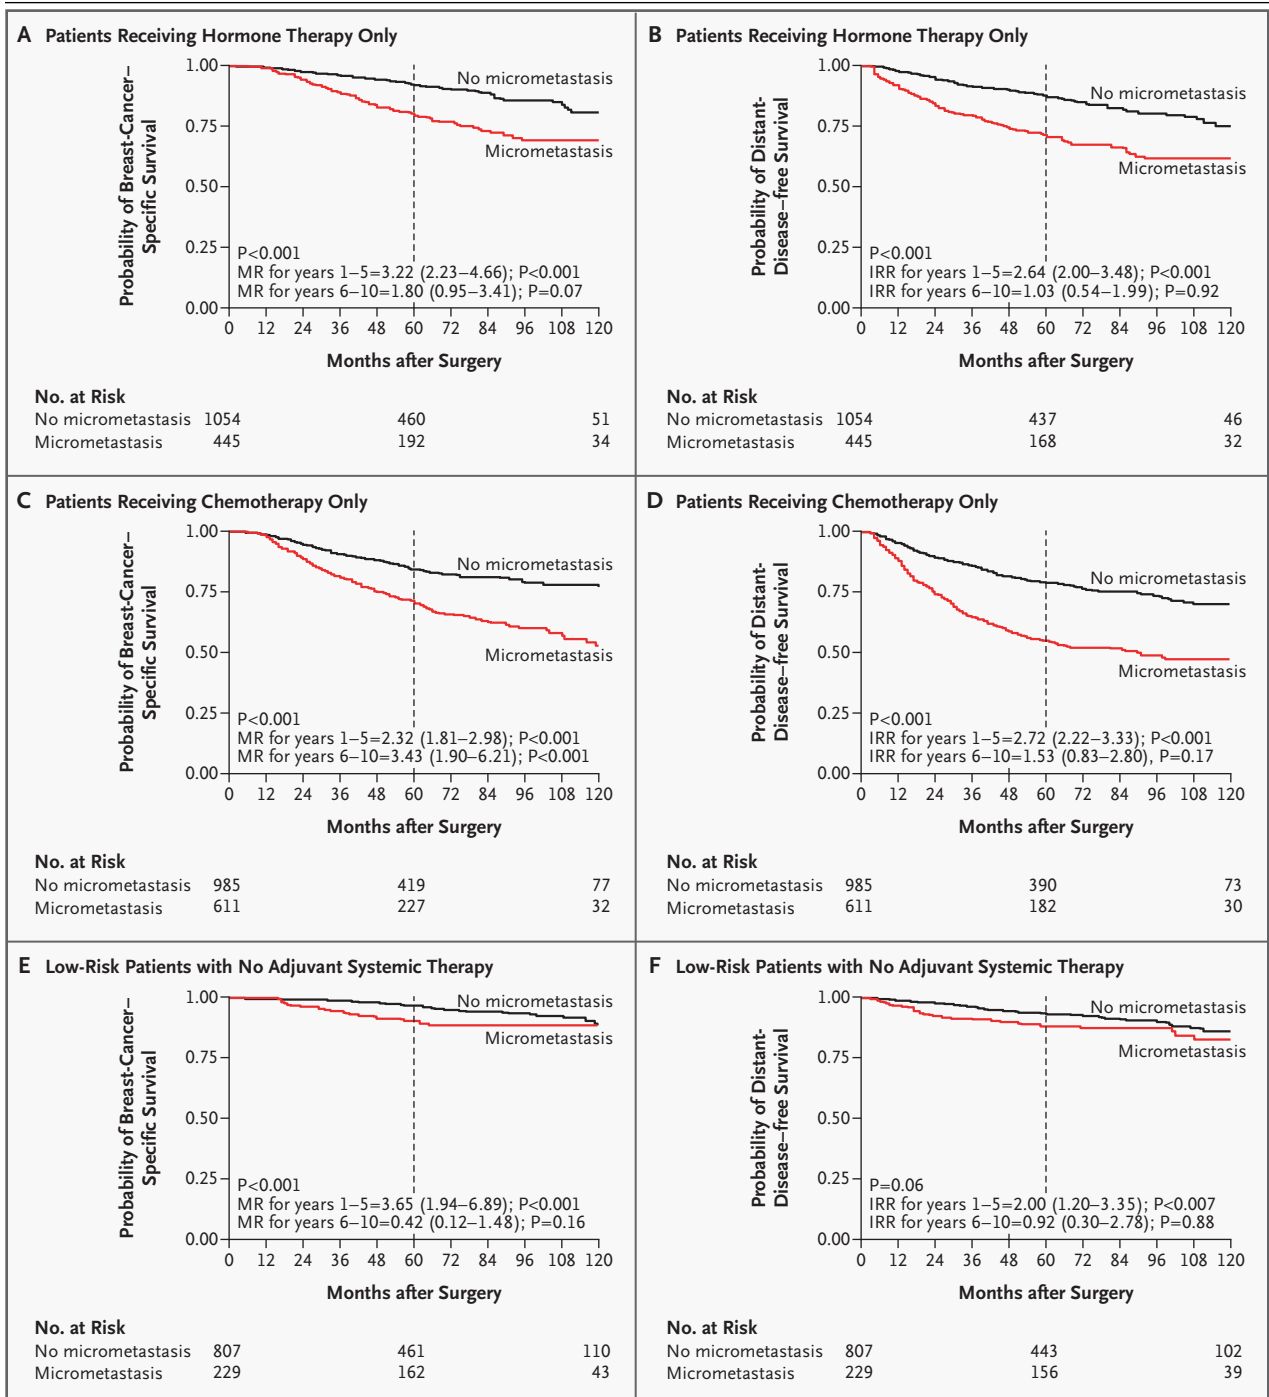 A Patients Receiving Hormone Therapy Only
Probability of Breast-Cancer–
Specific Survival
1.00
0.75
0.50
0.25
0.00
No micrometastasis
Micrometastasis
P<0.001
MR for years 1–5=3.22 (2.23–4.66); P<0.001
MR for years 6–10=1.80 (0.95–3.41); P=0.07
0 12 24 36 48 60 72 84 96 108 120
Months after Surgery
No. at Risk
No micrometastasis 1054 460 51
Micrometastasis 445 192 34
B Patients Receiving Hormone Therapy Only
Probability of Distant-
Disease–free Survival
1.00
0.75
0.50
0.25
0.00
No micrometastasis
Micrometastasis
P<0.001
IRR for years 1–5=2.64 (2.00–3.48); P<0.001
IRR for years 6–10=1.03 (0.54–1.99); P=0.92
0 12 24 36 48 60 72 84 96 108 120
Months after Surgery
No. at Risk
No micrometastasis 1054 437 46
Micrometastasis 445 168 32
C Patients Receiving Chemotherapy Only
Probability of Breast-Cancer–
Specific Survival
1.00
0.75
0.50
0.25
0.00
No micrometastasis
Micrometastasis
P<0.001
MR for years 1–5=2.32 (1.81–2.98); P<0.001
MR for years 6–10=3.43 (1.90–6.21); P<0.001
0 12 24 36 48 60 72 84 96 108 120
Months after Surgery
No. at Risk
No micrometastasis 985 419 77
Micrometastasis 611 227 32
D Patients Receiving Chemotherapy Only
Probability of Distant-
Disease–free Survival
1.00
0.75
0.50
0.25
0.00
No micrometastasis
Micrometastasis
P<0.001
IRR for years 1–5=2.72 (2.22–3.33); P<0.001
IRR for years 6–10=1.53 (0.83–2.80), P=0.17
0 12 24 36 48 60 72 84 96 108 120
Months after Surgery
No. at Risk
No micrometastasis 985 390 73
Micrometastasis 611 182 30
E Low-Risk Patients with No Adjuvant Systemic Therapy
Probability of Breast-Cancer–
Specific Survival
1.00
0.75
0.50
0.25
0.00
No micrometastasis
Micrometastasis
P<0.001
MR for years 1–5=3.65 (1.94–6.89); P<0.001
MR for years 6–10=0.42 (0.12–1.48); P=0.16
0 12 24 36 48 60 72 84 96 108 120
Months after Surgery
No. at Risk
No micrometastasis 807 461 110
Micrometastasis 229 162 43
F Low-Risk Patients with No Adjuvant Systemic Therapy
Probability of Distant-
Disease–free Survival
1.00
0.75
0.50
0.25
0.00
No micrometastasis
Micrometastasis
P=0.06
IRR for years 1–5=2.00 (1.20–3.35); P<0.007
IRR for years 6–10=0.92 (0.30–2.78); P=0.88
0 12 24 36 48 60 72 84 96 108 120
Months after Surgery
No. at Risk
No micrometastasis 807 443 102
Micrometastasis 229 156 39